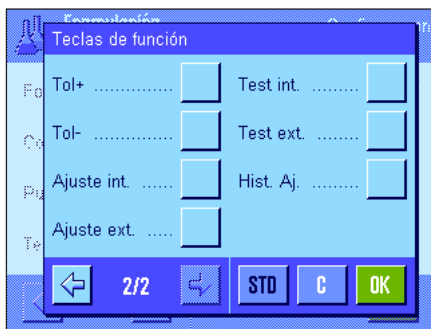 Formulación
Teclas de función
Tol+ ............... 
Tol- ...............
Ajuste int. ......
Ajuste ext. ....
Test int. .........
Test ext. ........
Hist. Aj. .........
2/2
STD
C
OK